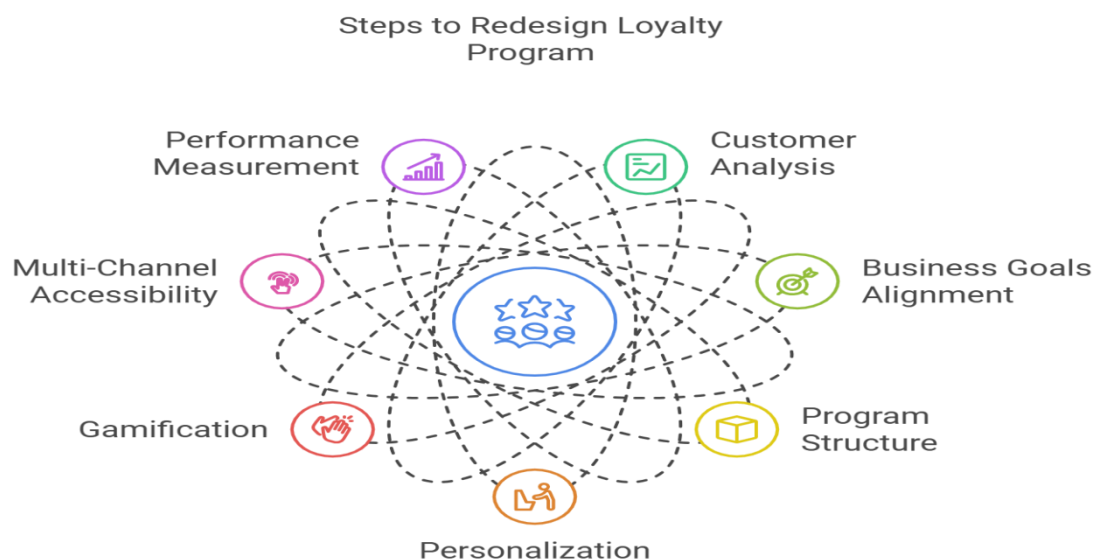 Steps to Redesign Loyalty
Program
Performance
Measurement
Customer
Analysis
Multi-Channel
Accessibility
Business Goals
Alignment
Gamification
Program
Structure
Personalization